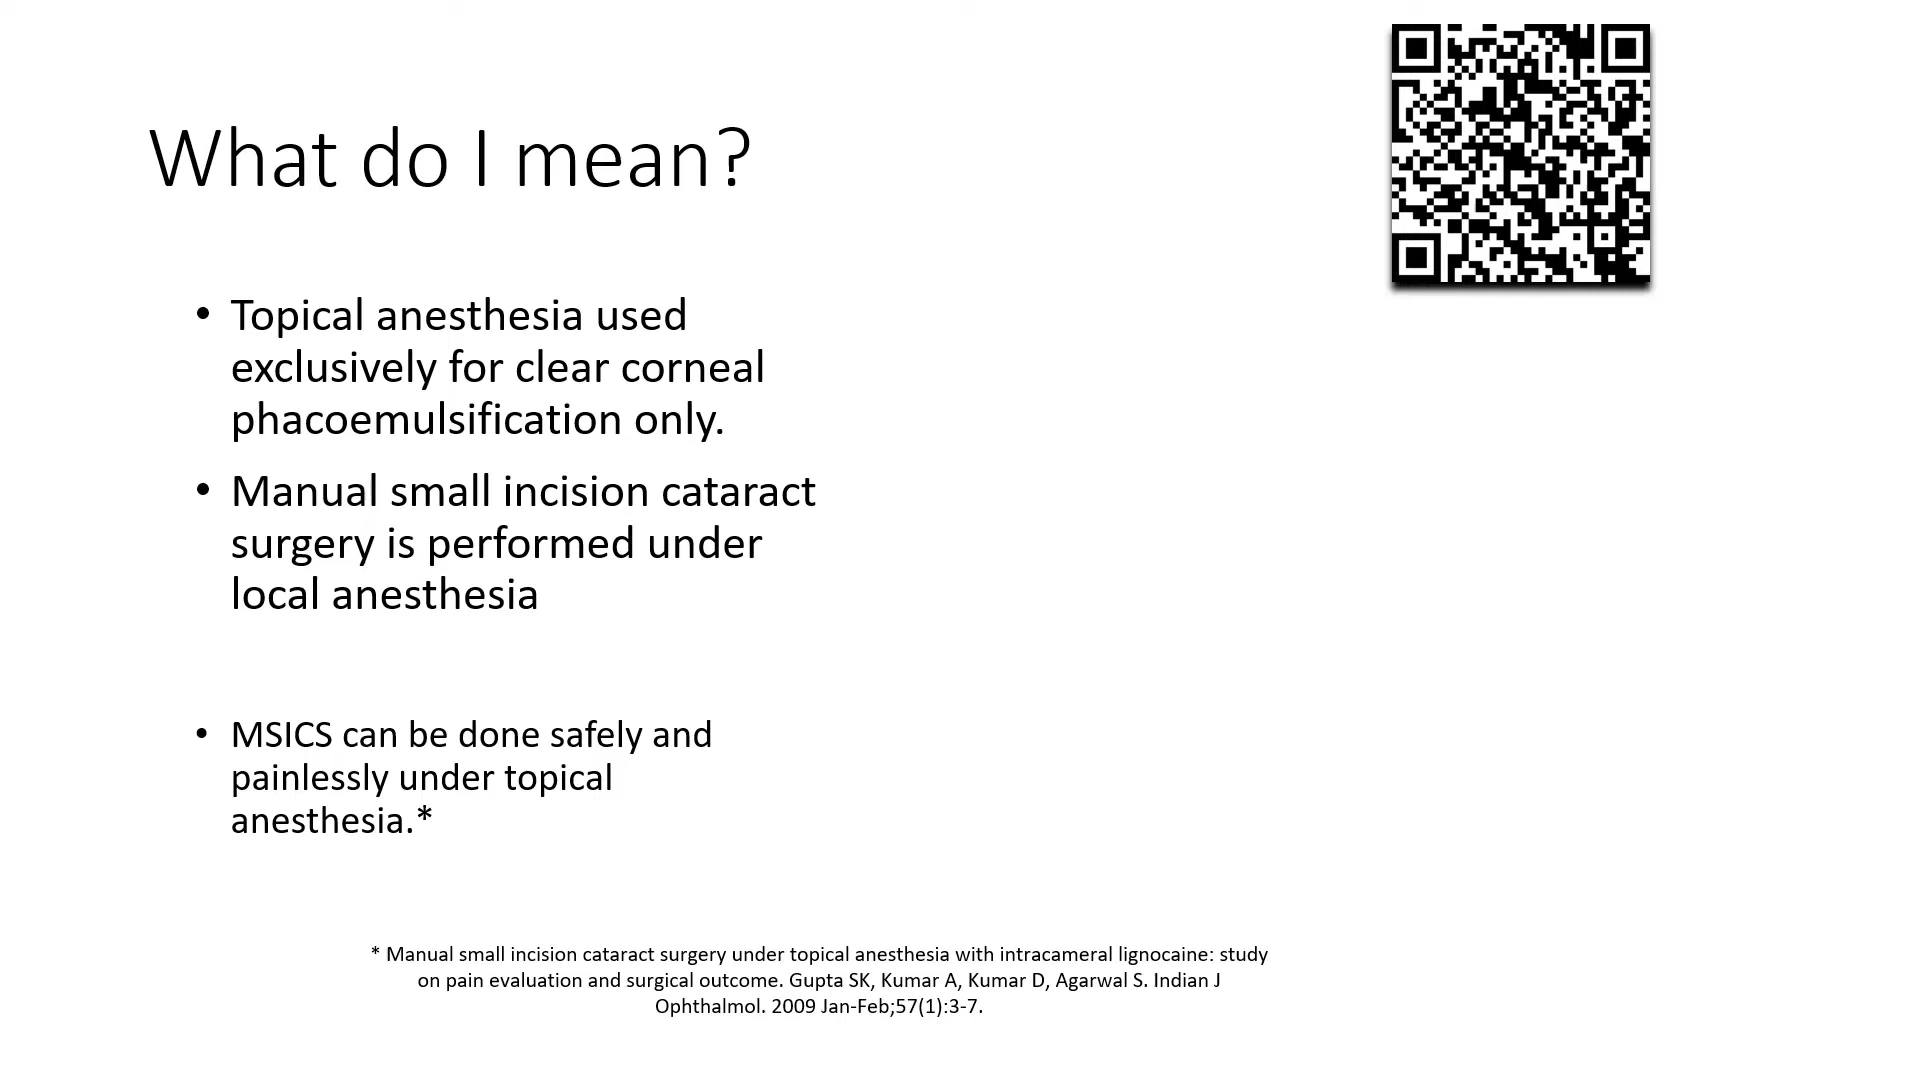 What do I mean?
• Topical anesthesia used
exclusively for clear corneal
phacoemulsification only.
• Manual small incision cataract
surgery is performed under
local anesthesia
• MSICS can be done safely and
painlessly under topical
anesthesia.*
* Manual small incision cataract surgery under topical anesthesia with intracameral lignocaine: study
on pain evaluation and surgical outcome. Gupta SK, Kumar A, Kumar D, Agarwal S. Indian J
Ophthalmol. 2009 Jan-Feb;57(1):3-7.